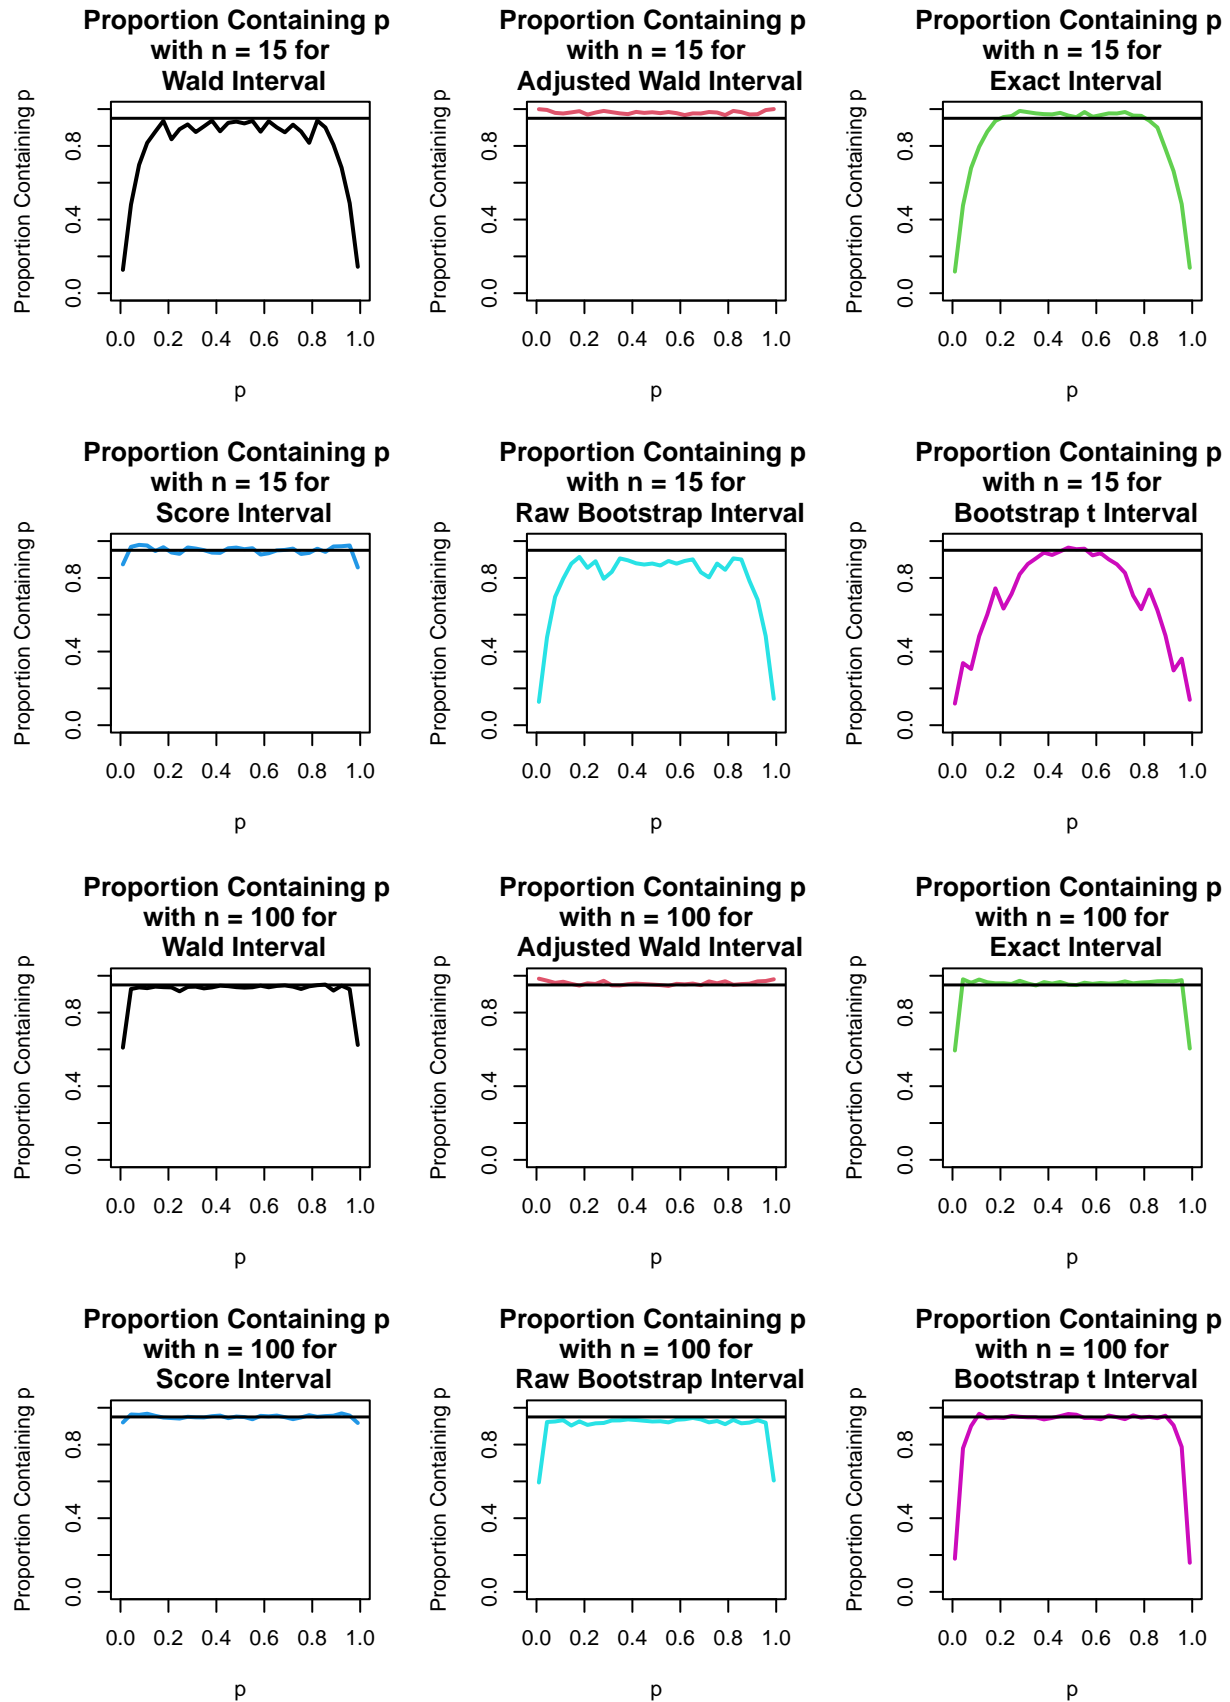 Proportion Containing p
with n = 15 for
Wald Interval
Proportion Containing p
0.0 0.4 0.8
0.0 0.2 0.4 0.6 0.8 1.0
p
Proportion Containing p
with n = 15 for
Adjusted Wald Interval
Proportion Containing p
0.0 0.4 0.8
0.0 0.2 0.4 0.6 0.8 1.0
p
Proportion Containing p
with n = 15 for
Exact Interval
Proportion Containing p
0.0 0.4 0.8
0.0 0.2 0.4 0.6 0.8 1.0
p
Proportion Containing p
with n = 15 for
Score Interval
Proportion Containing p
0.0 0.4 0.8
0.0 0.2 0.4 0.6 0.8 1.0
p
Proportion Containing p
with n = 15 for
Raw Bootstrap Interval
Proportion Containing p
0.0 0.4 0.8
0.0 0.2 0.4 0.6 0.8 1.0
p
Proportion Containing p
with n = 15 for
Bootstrap t Interval
Proportion Containing p
0.0 0.4 0.8
0.0 0.2 0.4 0.6 0.8 1.0
p
Proportion Containing p
with n = 100 for
Wald Interval
Proportion Containing p
0.0 0.4 0.8
0.0 0.2 0.4 0.6 0.8 1.0
p
Proportion Containing p
with n = 100 for
Adjusted Wald Interval
Proportion Containing p
0.0 0.4 0.8
0.0 0.2 0.4 0.6 0.8 1.0
p
Proportion Containing p
with n = 100 for
Exact Interval
Proportion Containing p
0.0 0.4 0.8
0.0 0.2 0.4 0.6 0.8 1.0
p
Proportion Containing p
with n = 100 for
Score Interval
Proportion Containing p
0.0 0.4 0.8
0.0 0.2 0.4 0.6 0.8 1.0
p
Proportion Containing p
with n = 100 for
Raw Bootstrap Interval
Proportion Containing p
0.0 0.4 0.8
0.0 0.2 0.4 0.6 0.8 1.0
p
Proportion Containing p
with n = 100 for
Bootstrap t Interval
Proportion Containing p
0.0 0.4 0.8
0.0 0.2 0.4 0.6 0.8 1.0
p